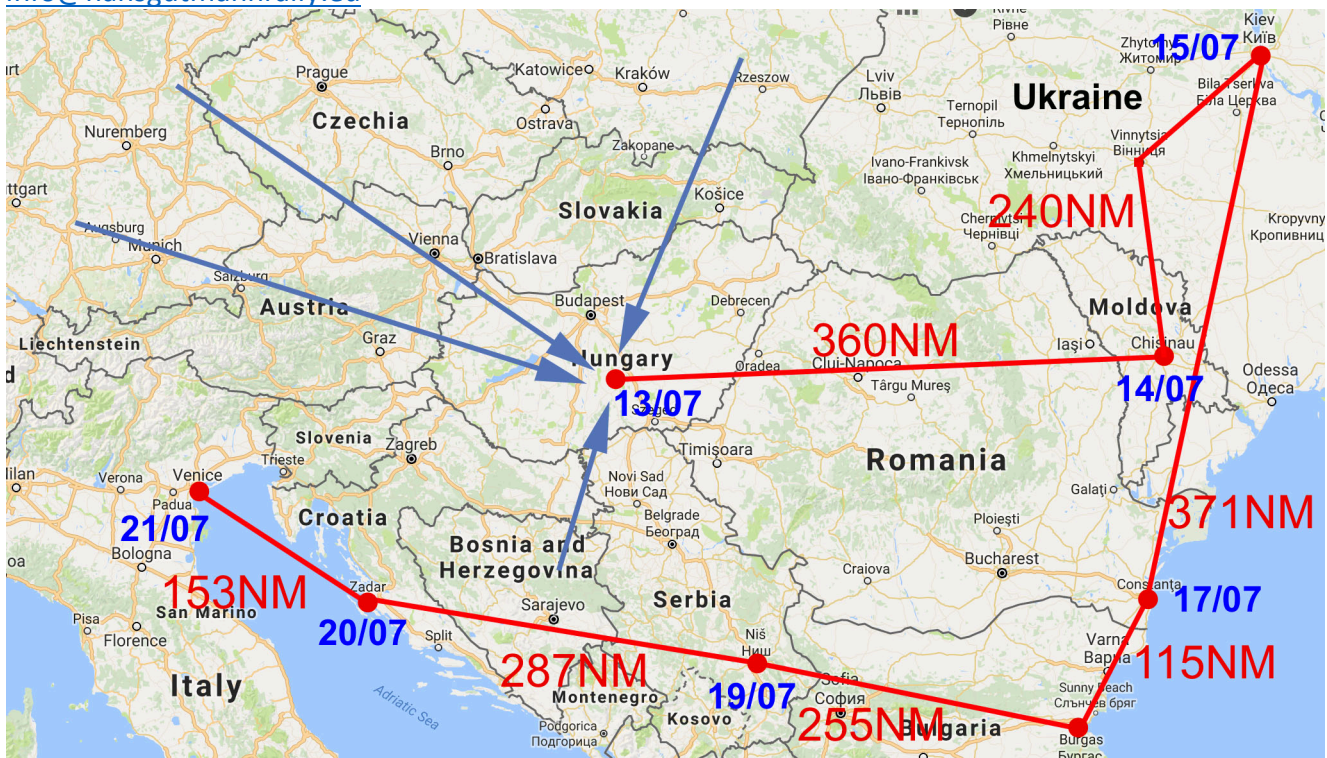 Rivne
Рівне
Kiev
Київ
Zhytomyr
Житомир
15/07
Prague
Katowice
Kraków
Rzeszow
Lviv
Львів
Ukraine
Bila Tserkva
Біла Церква
Czechia
Ostrava
Ternopil
Тернопіль
Nuremberg
Brno
Zakopane
Vinnytsia
Вінниця
Ivano-Frankivsk
Івано-Франківськ
Khmelnytskyi
Хмельницький
Košice
Slovakia
240NM
Chernivtsi
Чернівці
Kropyvny
Кропивниц
Augsburg
Munich
Vienna
Bratislava
Salzburg
Austria
Budapest
Debrecen
Moldova
Liechtenstein
Graz
Hungary
360NM
Oradea
Cluj-Napoca
Iași
Chișinău
Târgu Mureș
14/07
Odessa
Одеса
13/07
Szeged
Slovenia
Zagreb
Timișoara
Romania
Trieste
Milan
Verona
Venice
Padua
Novi Sad
Нови Сад
Galați
21/07
Croatia
Belgrade
Београд
371NM
Ploiești
Bologna
Bosnia and
Herzegovina
Bucharest
Craiova
153NM
San Marino
Zadar
Sarajevo
Serbia
Constanța
17/07
Pisa
Florence
20/07
Split
Niš
Ниш
Varna
Варна
115NM
Italy
287NM
Montenegro
19/07
Sofia
София
Sunny Beach
Слънчев бряг
Adriatic Sea
Kosovo
255NM
Bulgaria
Podgorica
Подгорица
Burgas
Бургас